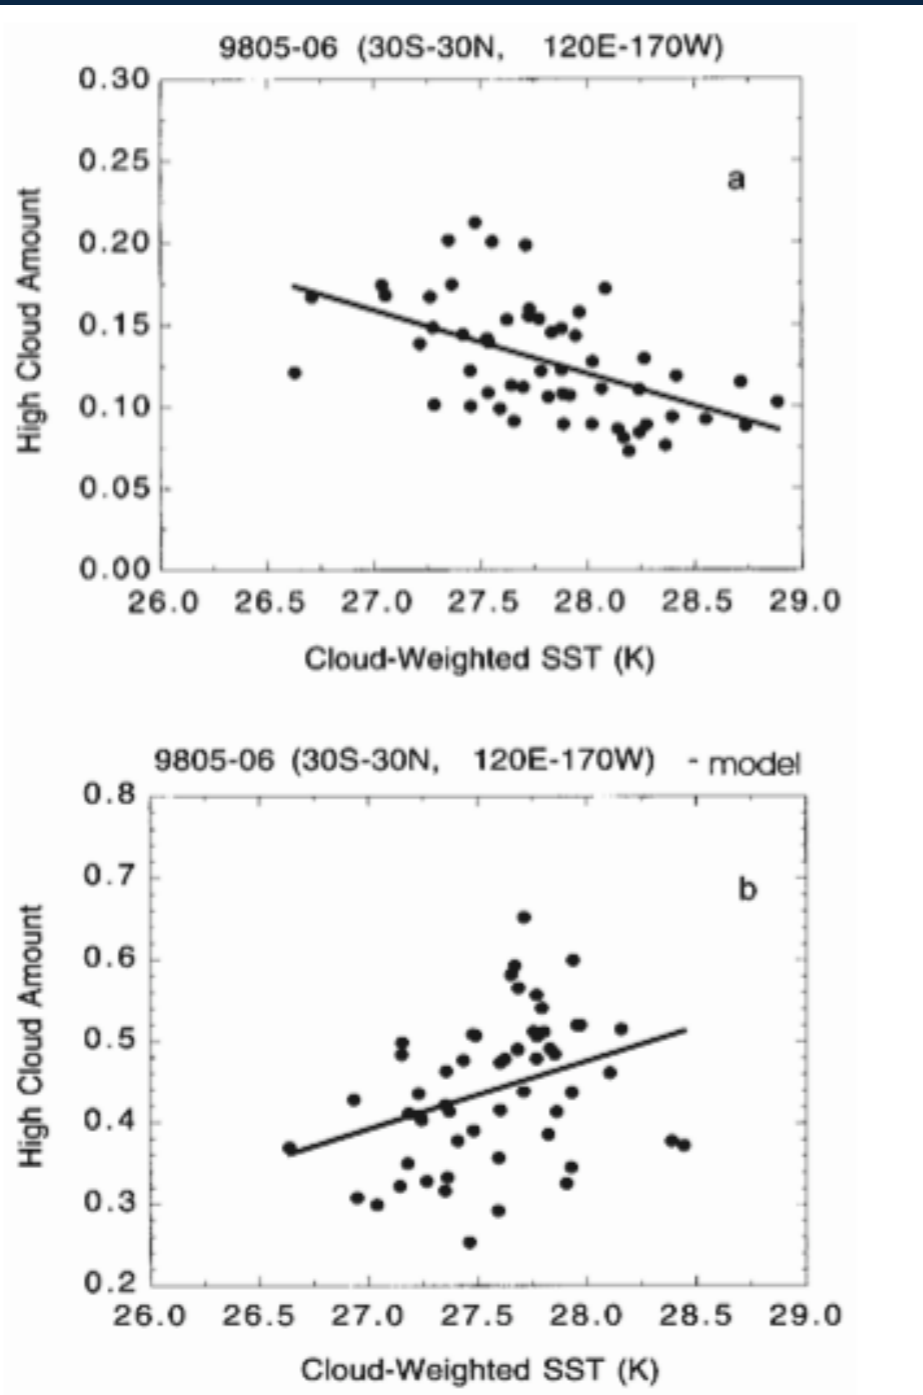 9805-06 (30S-30N, 120E-170W)
0.30
0.25
a
0.20
0.15
0.10
0.05
0.00
High Cloud Amount
26.0 26.5 27.0 27.5 28.0 28.5 29.0
Cloud-Weighted SST (K)
9805-06 (30S-30N, 120E-170W) - model
0.8
0.7
b
0.6
0.5
0.4
0.3
0.2
High Cloud Amount
26.0 26.5 27.0 27.5 28.0 28.5 29.0
Cloud-Weighted SST (K)